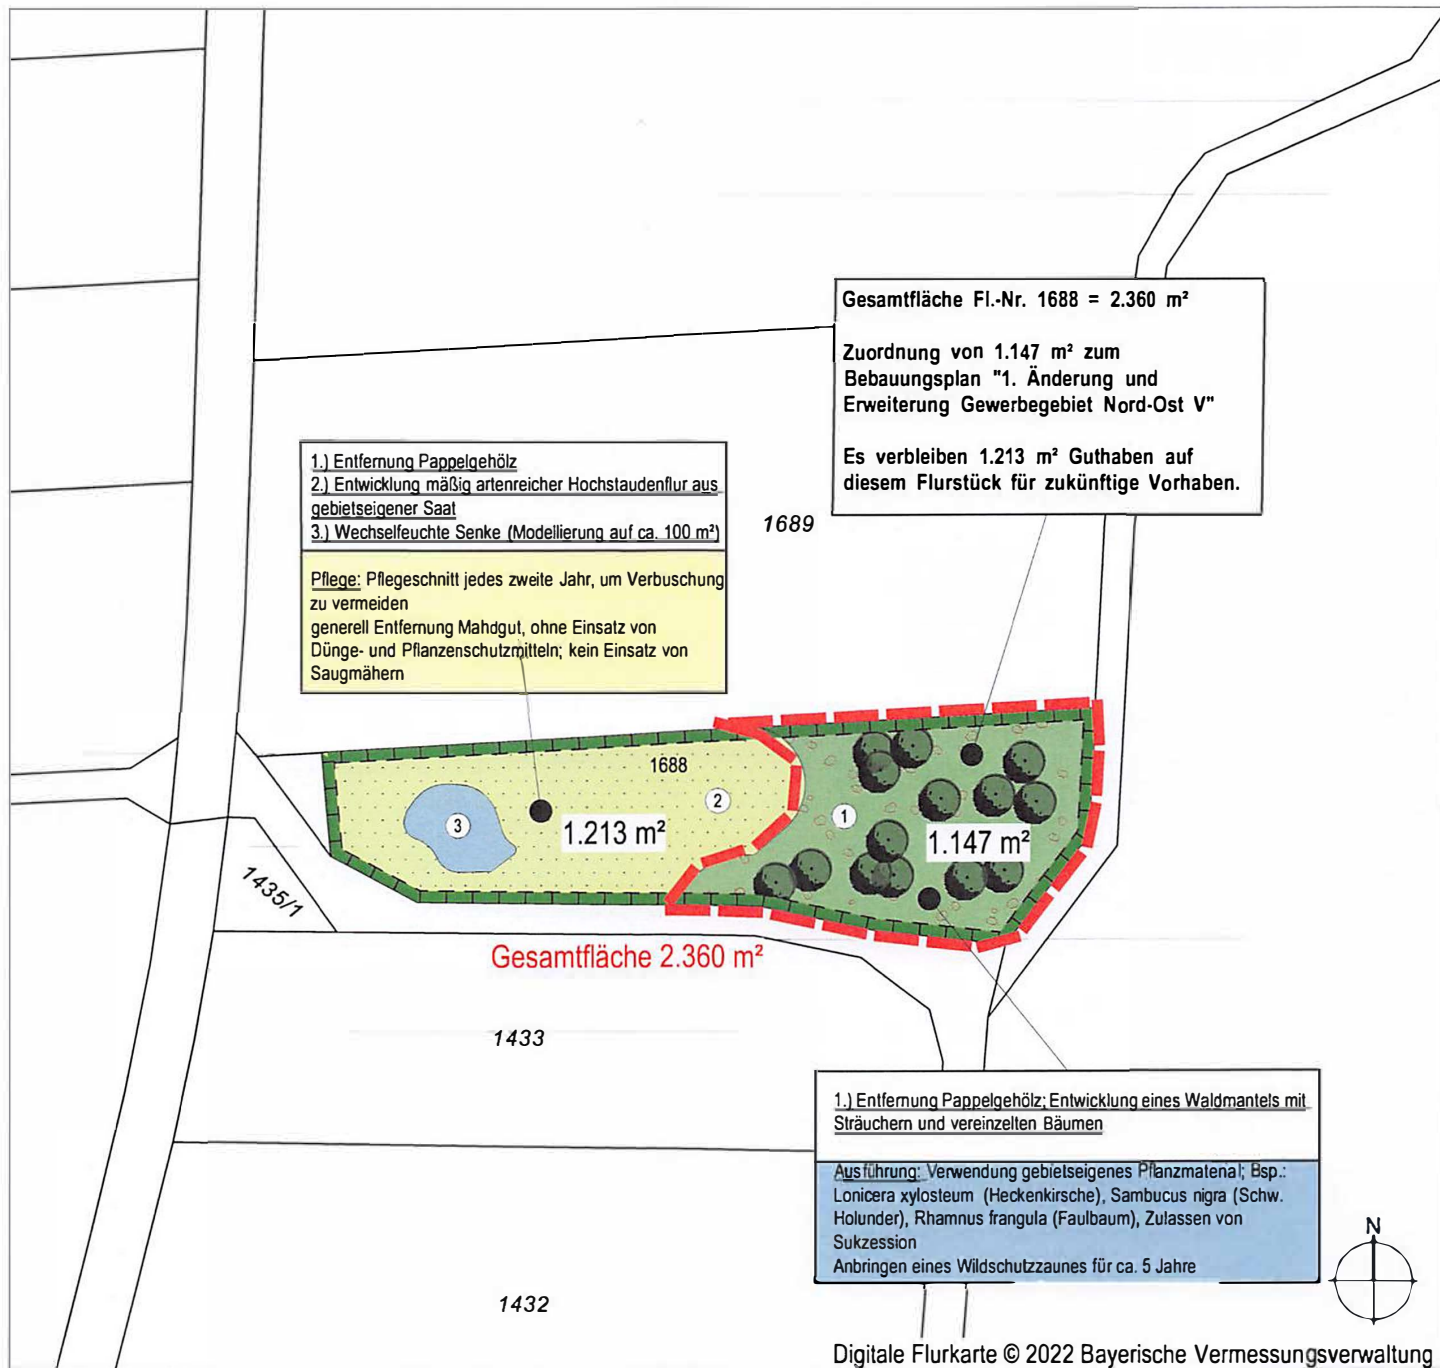 Gesamtfläche Fl.-Nr. 1688 = 2.360 m²
Zuordnung von 1.147 m² zum
Bebauungsplan "1. Änderung und
Erweiterung Gewerbegebiet Nord-Ost V"
Es verbleiben 1.213 m² Guthaben auf
diesem Flurstück für zukünftige Vorhaben.
1.) Entfernung Pappelgehölz
2.) Entwicklung mäßig artenreicher Hochstaudenflur aus
gebietseigener Saat
3.) Wechselfeuchte Senke (Modellierung auf ca. 100 m²)
Pflege: Pflegeschnitt jedes zweite Jahr, um Verbuschung
zu vermeiden
generell Entfernung Mahdgut, ohne Einsatz von
Dünge- und Pflanzenschutzmitteln; kein Einsatz von
Saugmähern
1689
1688
2
1
3
1.213 m²
1.147 m²
1435/1
Gesamtfläche 2.360 m²
1433
1.) Entfernung Pappelgehölz; Entwicklung eines Waldmantels mit
Sträuchern und vereinzelten Bäumen
Ausführung: Verwendung gebietseigenes Pflanzmaterial; Bsp.:
Lonicera xylosteum (Heckenkirsche), Sambucus nigra (Schw.
Holunder), Rhamnus frangula (Faulbaum), Zulassen von
Sukzession
Anbringen eines Wildschutzzaunes für ca. 5 Jahre
N
1432
Digitale Flurkarte © 2022 Bayerische Vermessungsverwaltung